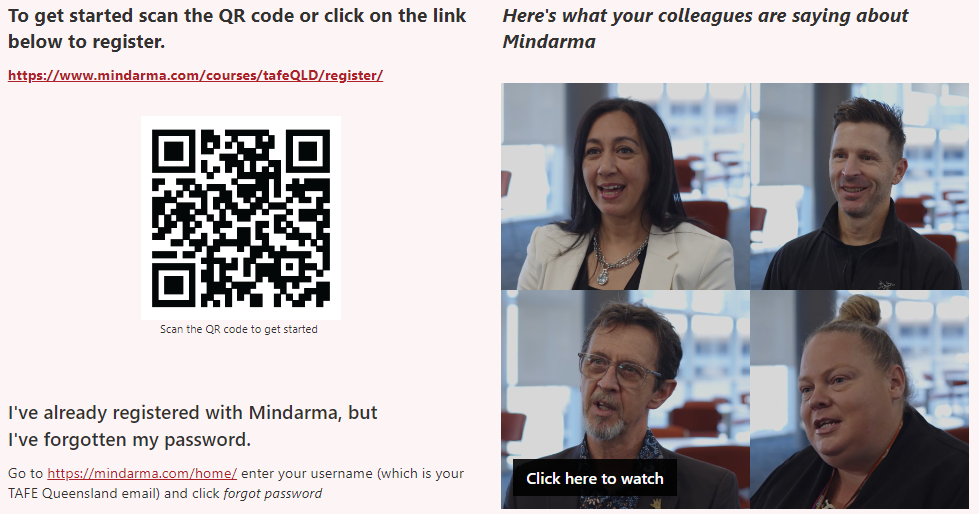 To get started scan the QR code or click on the link
below to register.
https://www.mindarma.com/courses/tafeQLD/register/
Scan the QR code to get started
I've already registered with Mindarma, but
I've forgotten my password.
Go to https://mindarma.com/home/ enter your username (which is your
TAFE Queensland email) and click forgot password
Here's what your colleagues are saying about
Mindarma
Click here to watch